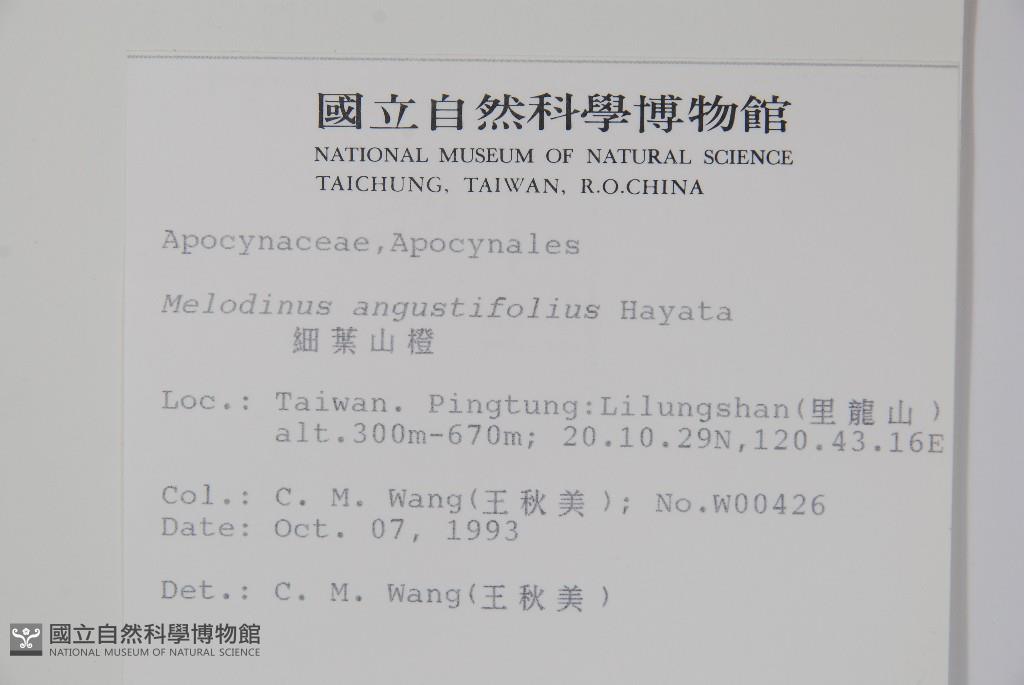 國立自然科學博物館
NATIONAL MUSEUM OF NATURAL SCIENCE
TAICHUNG, TAIWAN, R.O.CHINA
Apocynaceae,Apocynales
Melodinus angustifolius Hayata
細葉山橙
Loc.: Taiwan. Pingtung:Lilungshan(里龍山)
alt.300m-670m; 20.10.29N,120.43.16E
Col.: C. M. Wang(王秋美); No.W00426
Date: Oct. 07, 1993
Det.: C. M. Wang(王秋美)
國立自然科學博物館
NATIONAL MUSEUM OF NATURAL SCIENCE